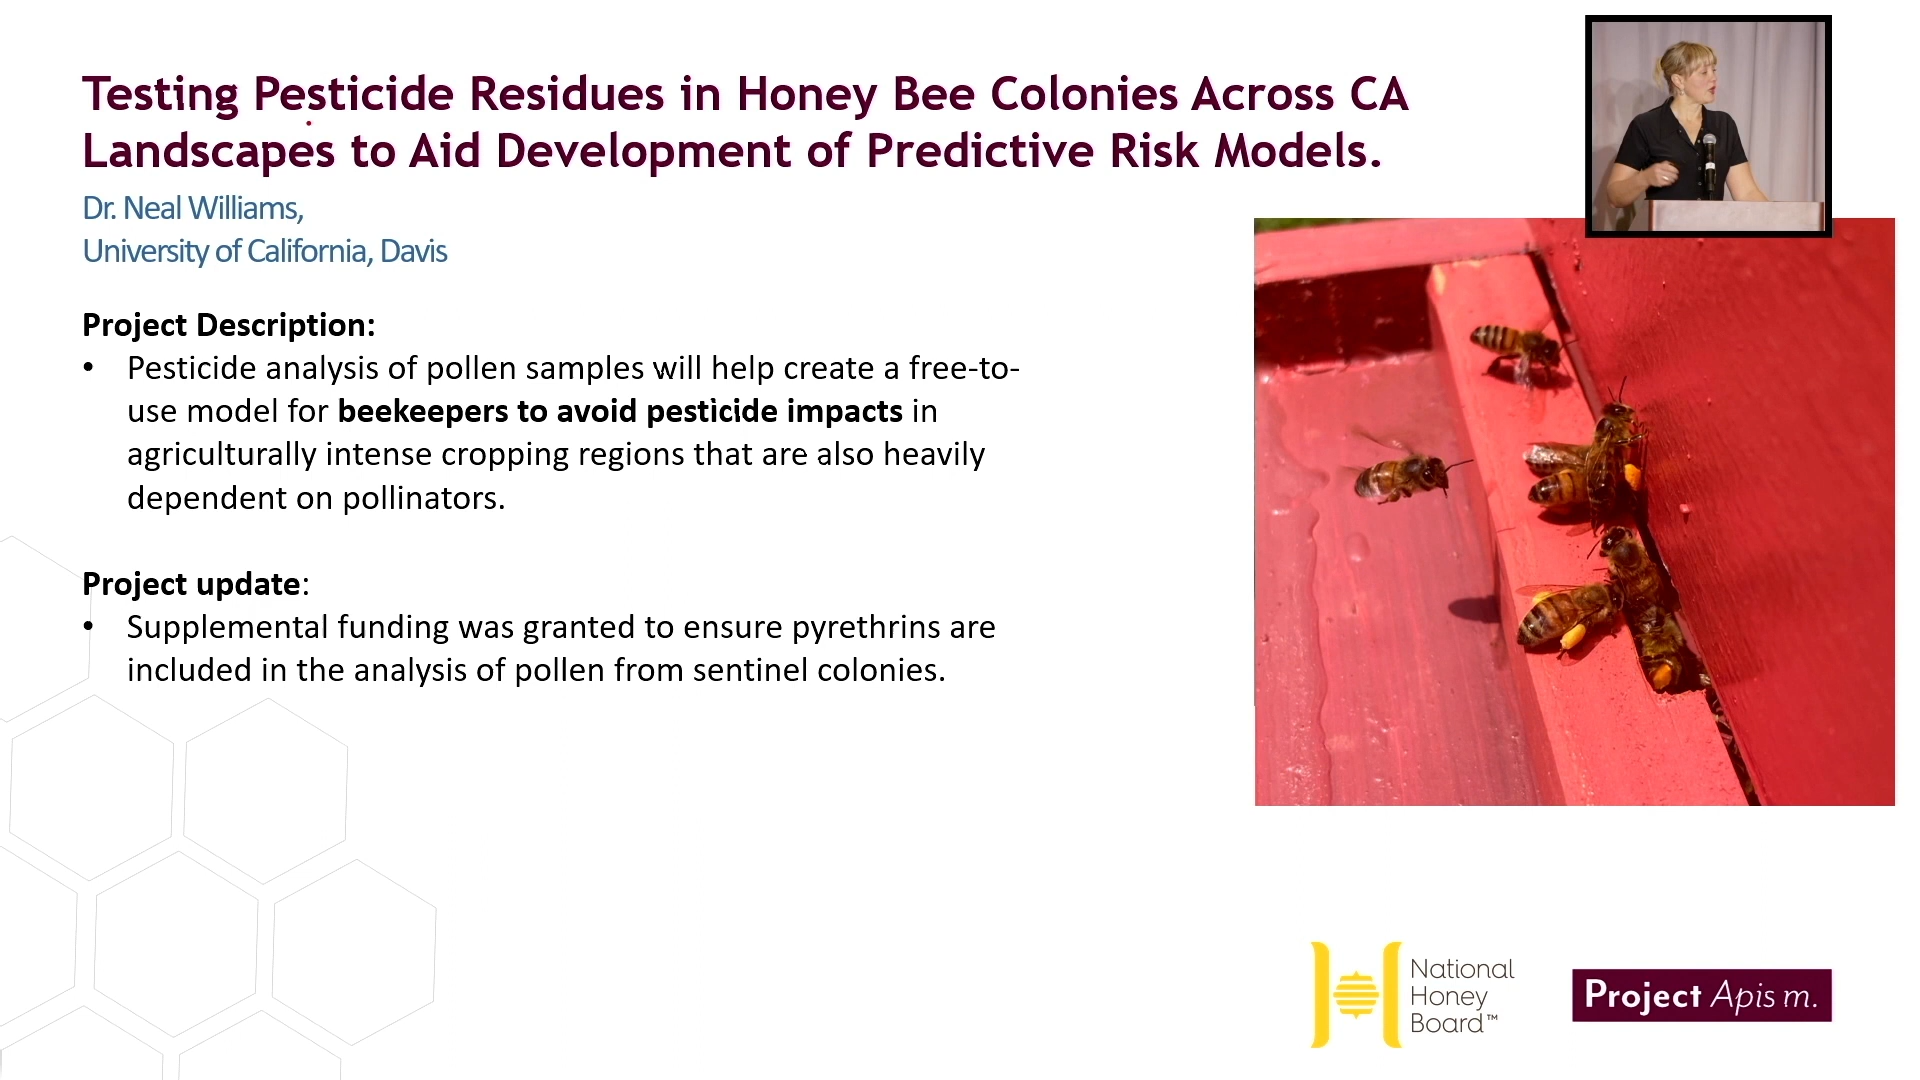 Testing Pesticide Residues in Honey Bee Colonies Across CA
Landscapes to Aid Development of Predictive Risk Models.
Dr. Neal Williams,
University of California, Davis
Project Description:
• Pesticide analysis of pollen samples will help create a free-to-
use model for beekeepers to avoid pesticide impacts in
agriculturally intense cropping regions that are also heavily
dependent on pollinators.
Project update:
• Supplemental funding was granted to ensure pyrethrins are
included in the analysis of pollen from sentinel colonies.
National
Honey
Board™
Project Apis m.